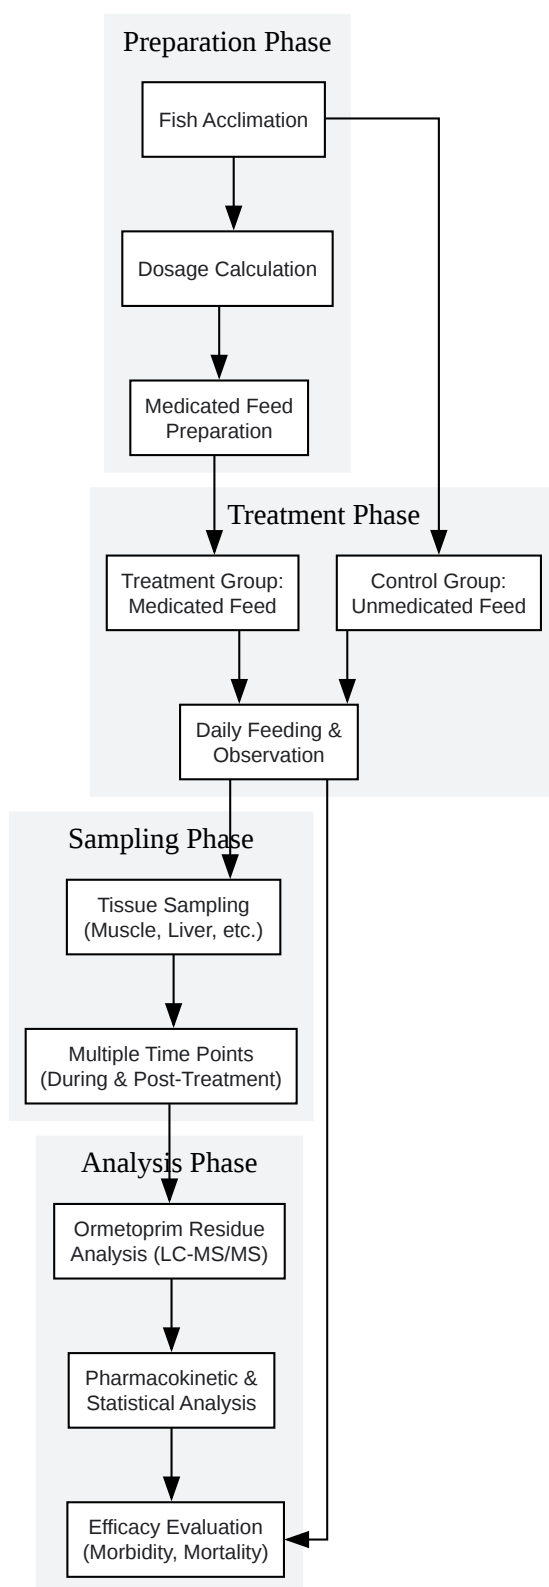 Preparation Phase
Fish Acclimation
Dosage Calculation
Medicated Feed
Preparation
Treatment Phase
Treatment Group:
Medicated Feed
Control Group:
Unmedicated Feed
Daily Feeding &
Observation
Sampling Phase
Tissue Sampling
(Muscle, Liver, etc.)
Multiple Time Points
(During & Post-Treatment)
Analysis Phase
Ormetoprim Residue
Analysis (LC-MS/MS)
Pharmacokinetic &
Statistical Analysis
Efficacy Evaluation
(Morbidity, Mortality)